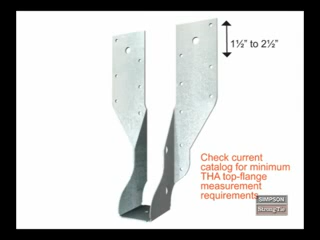 1½” to 2½”
Check current
catalog for minimum
THA top-flange
measurement
requirements.
SIMPSON
Strong-Tie